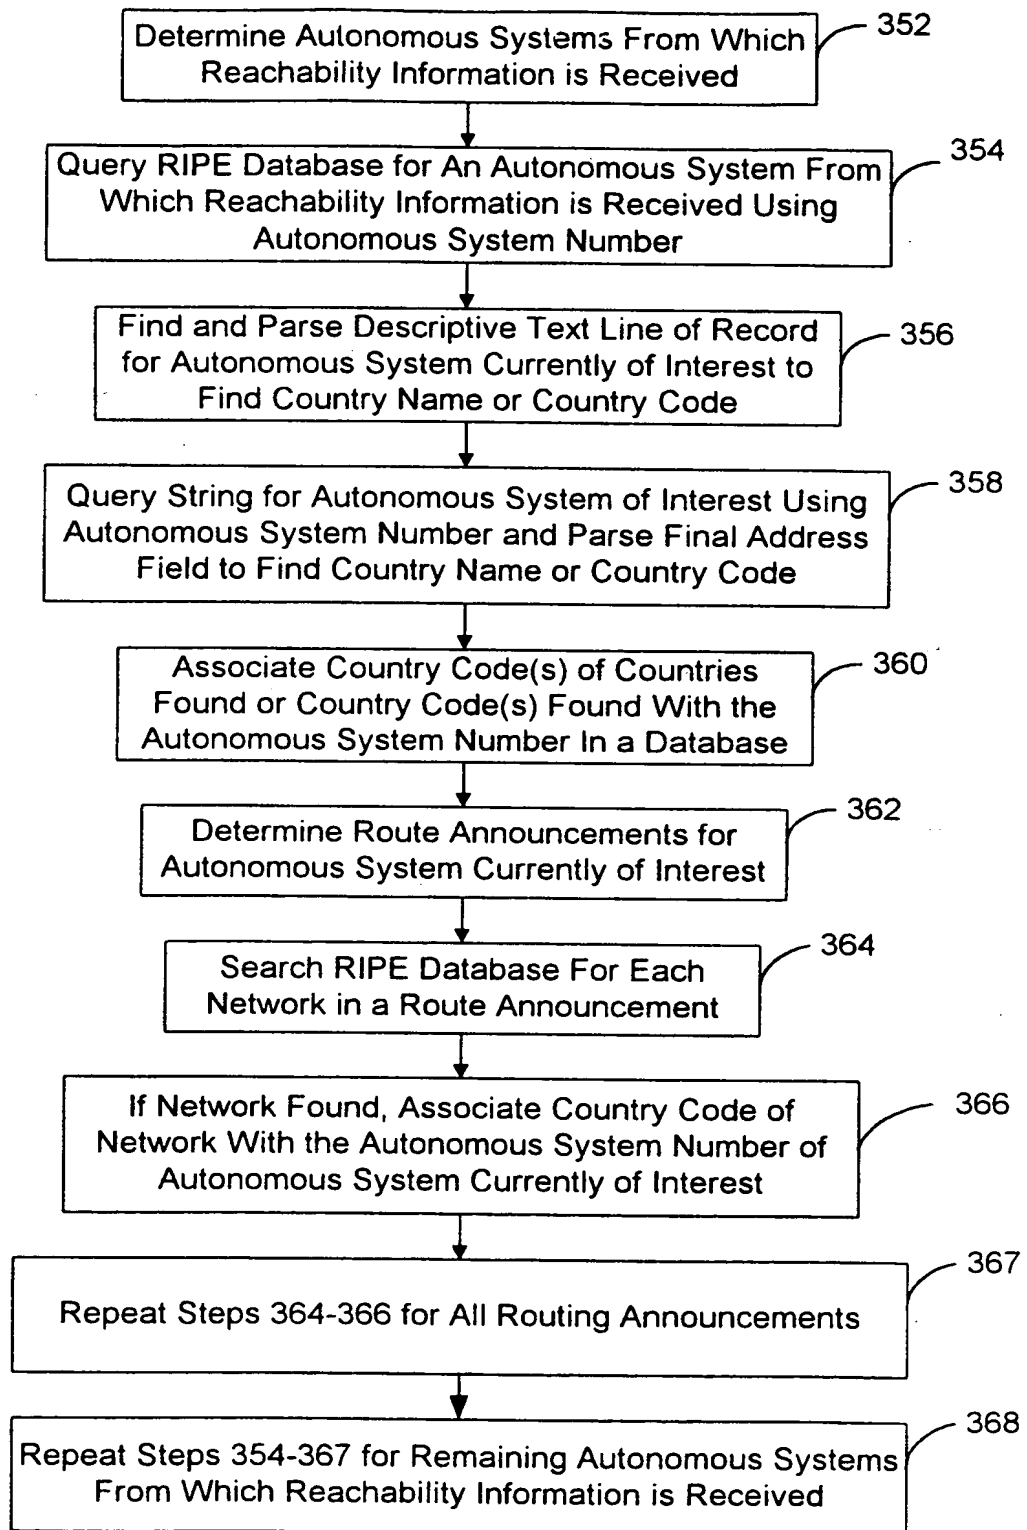 Determine Autonomous Systems From Which
Reachability Information is Received
352
Query RIPE Database for An Autonomous System From
Which Reachability Information is Received Using
Autonomous System Number
354
Find and Parse Descriptive Text Line of Record
for Autonomous System Currently of Interest to
Find Country Name or Country Code
356
Query String for Autonomous System of Interest Using
Autonomous System Number and Parse Final Address
Field to Find Country Name or Country Code
358
Associate Country Code(s) of Countries
Found or Country Code(s) Found With the
Autonomous System Number In a Database
360
Determine Route Announcements for
Autonomous System Currently of Interest
362
Search RIPE Database For Each
Network in a Route Announcement
364
If Network Found, Associate Country Code of
Network With the Autonomous System Number of
Autonomous System Currently of Interest
366
Repeat Steps 364-366 for All Routing Announcements
367
Repeat Steps 354-367 for Remaining Autonomous Systems
From Which Reachability Information is Received
368